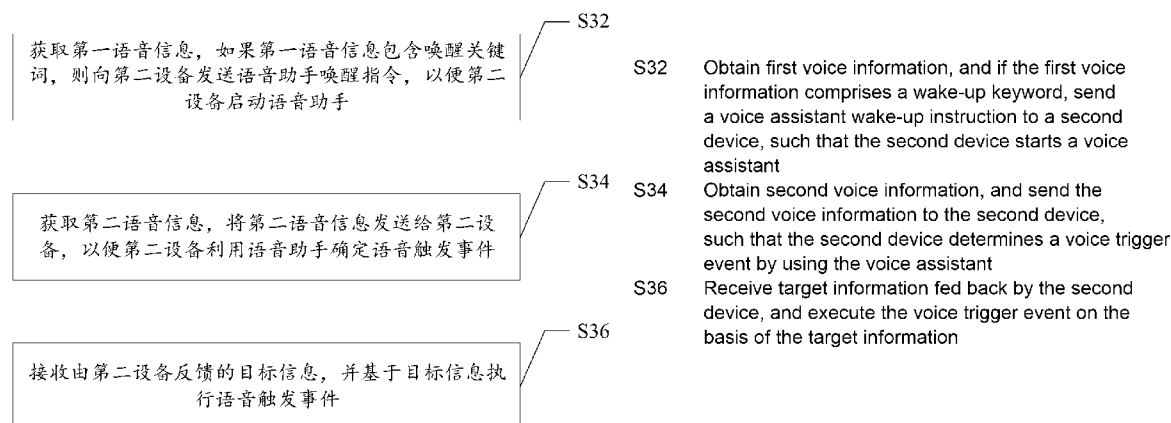 S32
获取第一语音信息，如果第一语音信息包含唤醒关键
词，则向第二设备发送语音助手唤醒指令，以便第二
设备启动语音助手
S34
获取第二语音信息，将第二语音信息发送给第二设
备，以便第二设备利用语音助手确定语音触发事件
S36
接收由第二设备反馈的目标信息，并基于目标信息执
行语音触发事件
S32 Obtain first voice information, and if the first voice
information comprises a wake-up keyword, send
a voice assistant wake-up instruction to a second
device, such that the second device starts a voice
assistant
S34 Obtain second voice information, and send the
second voice information to the second device,
such that the second device determines a voice trigger
event by using the voice assistant
S36 Receive target information fed back by the second
device, and execute the voice trigger event on the
basis of the target information